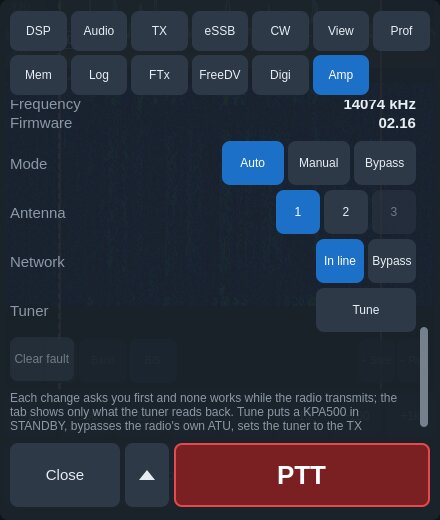 DSP Audio TX eSSB CW View Prof
Mem Log FTx FreeDV Digi Amp
Frequency 14074 kHz
Firmware 02.16
Mode Auto Manual Bypass
Antenna 1 2 3
Network In line Bypass
Tuner Tune
Clear fault
Each change asks you first and none works while the radio transmits; the
tab shows only what the tuner reads back. Tune puts a KPA500 in
STANDBY, bypasses the radio's own ATU, sets the tuner to the TX
Close PTT